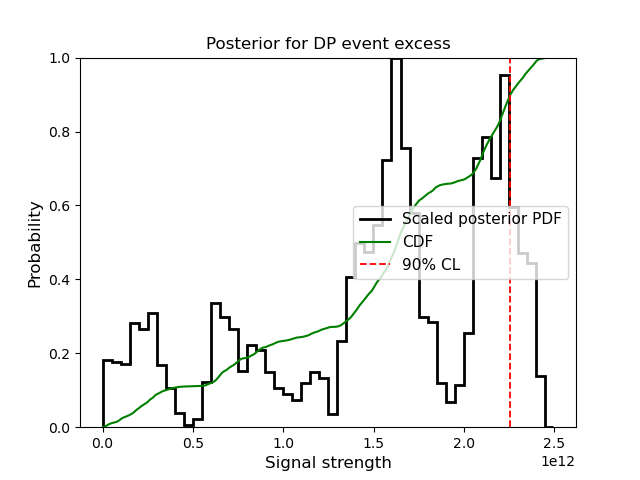 Posterior for DP event excess
1.0
0.8
0.6
0.4
0.2
0.0
Probability
Scaled posterior PDF
CDF
90% CL
0.0 0.5 1.0 1.5 2.0 2.5
1e12
Signal strength